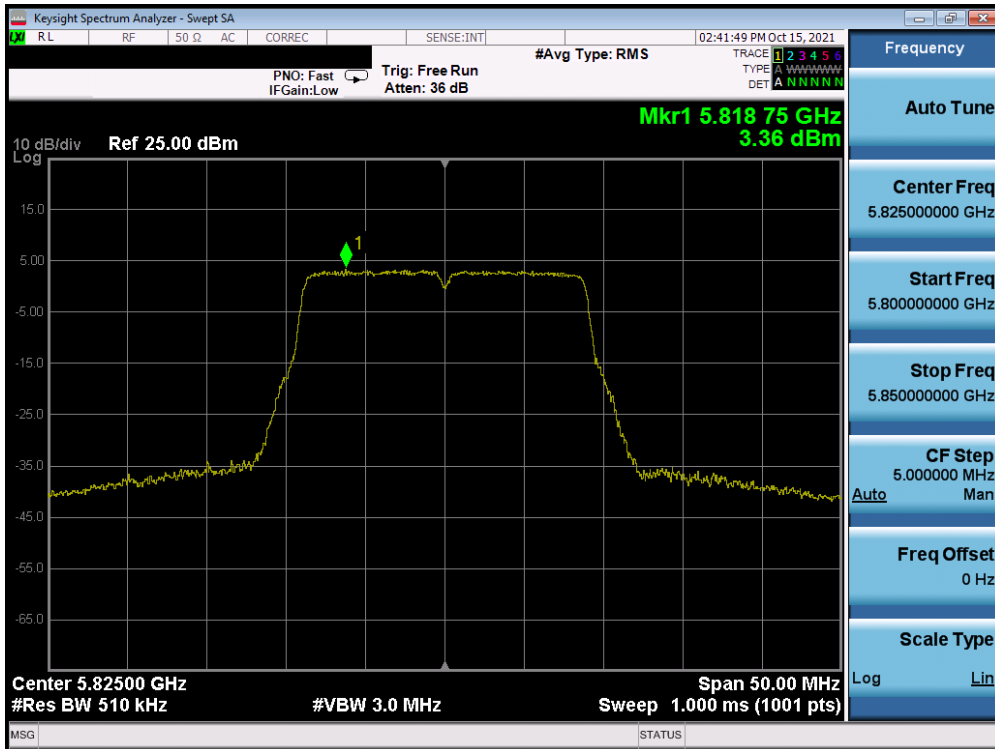 Keysight Spectrum Analyzer - Swept SA
LXI RL RF 50 Ω AC CORREC SENSE:INT 02:41:49 PM Oct 15, 2021
#Avg Type: RMS TRACE 1 2 3 4 5 6
PNO: Fast Trig: Free Run TYPE A WWWWW
IFGain:Low Atten: 36 dB DET A N N N N N
Mkr1 5.818 75 GHz
3.36 dBm
10 dB/div Ref 25.00 dBm
Log
15.0
1
5.00
-5.00
-15.0
-25.0
-35.0
-45.0
-55.0
-65.0
Center 5.82500 GHz Span 50.00 MHz
#Res BW 510 kHz #VBW 3.0 MHz Sweep 1.000 ms (1001 pts)
MSG STATUS
Frequency
Auto Tune
Center Freq
5.825000000 GHz
Start Freq
5.800000000 GHz
Stop Freq
5.850000000 GHz
CF Step
5.000000 MHz
Auto Man
Freq Offset
0 Hz
Scale Type
Log Lin